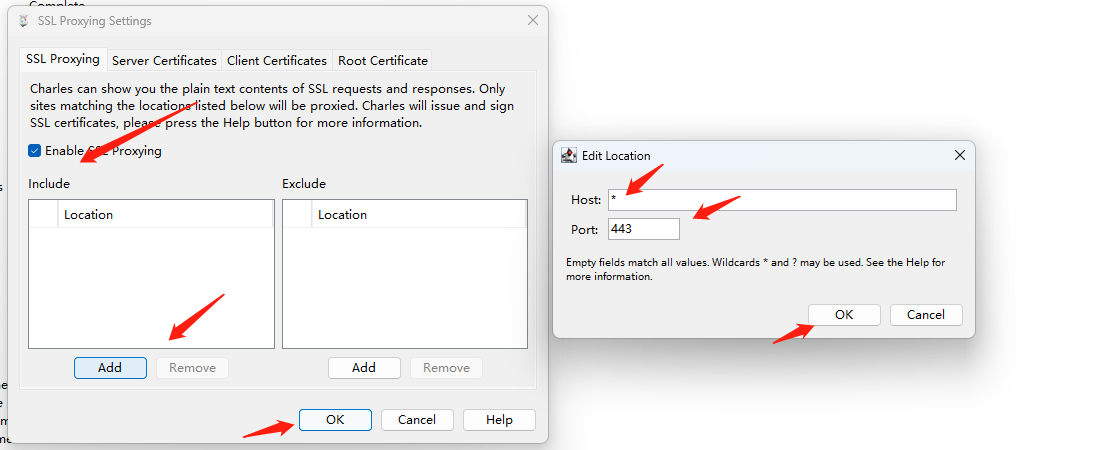 Complete
SSL Proxying Settings
SSL Proxying
Server Certificates
Client Certificates
Root Certificate
Charles can show you the plain text contents of SSL requests and responses. Only
sites matching the locations listed below will be proxied. Charles will issue and sign
SSL certificates, please press the Help button for more information.
Enable SSL Proxying
Include
Exclude
Location
Location
Add
Remove
Add
Remove
OK
Cancel
Help
Edit Location
Host: *
Port: 443
Empty fields match all values. Wildcards * and ? may be used. See the Help for
more information.
OK
Cancel